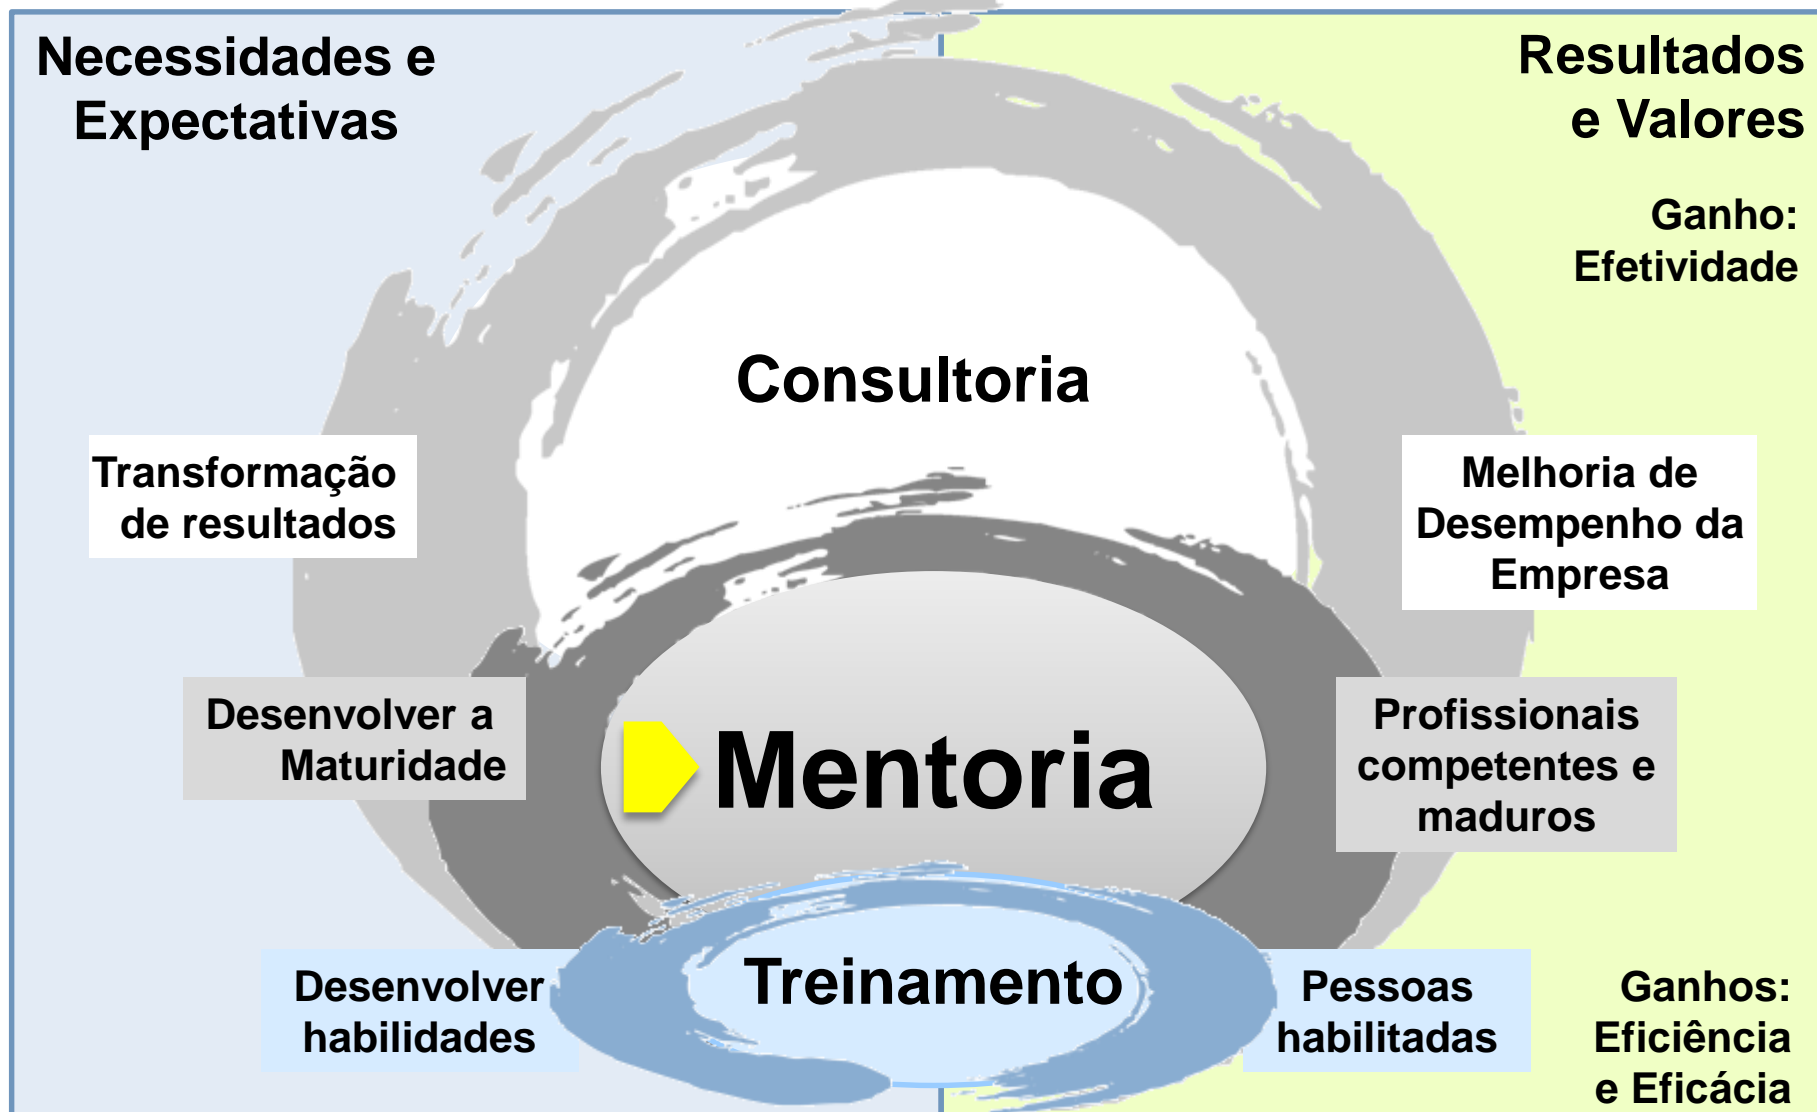 Necessidades e
Expectativas
Resultados
e Valores
Ganho:
Efetividade
Consultoria
Transformação
de resultados
Melhoria de
Desempenho da
Empresa
Desenvolver a
Maturidade
Mentoria
Profissionais
competentes e
maduros
Desenvolver
habilidades
Treinamento
Pessoas
habilitadas
Ganhos:
Eficiência
e Eficácia